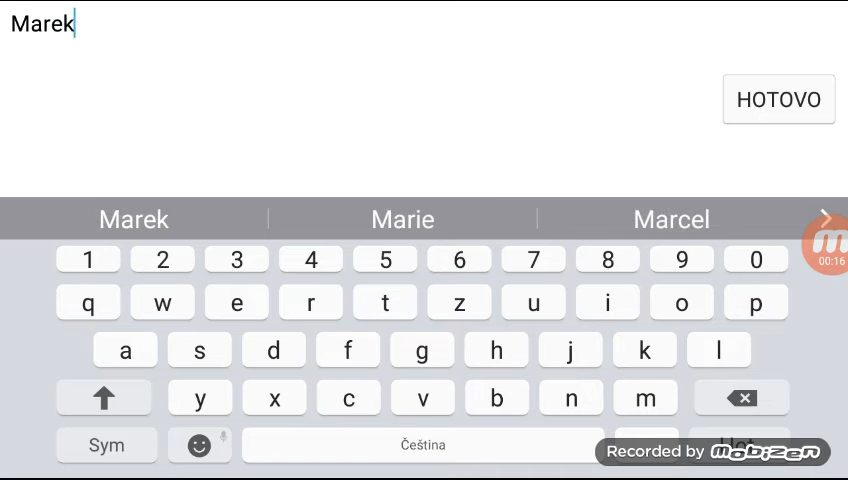 Marek
HOTOVO
Marek Marie Marcel
00:16
1 2 3 4 5 6 7 8 9 0
q w e r t z u i o p
a s d f g h j k l
y x c v b n m
Sym Čeština
Recorded by mobizen